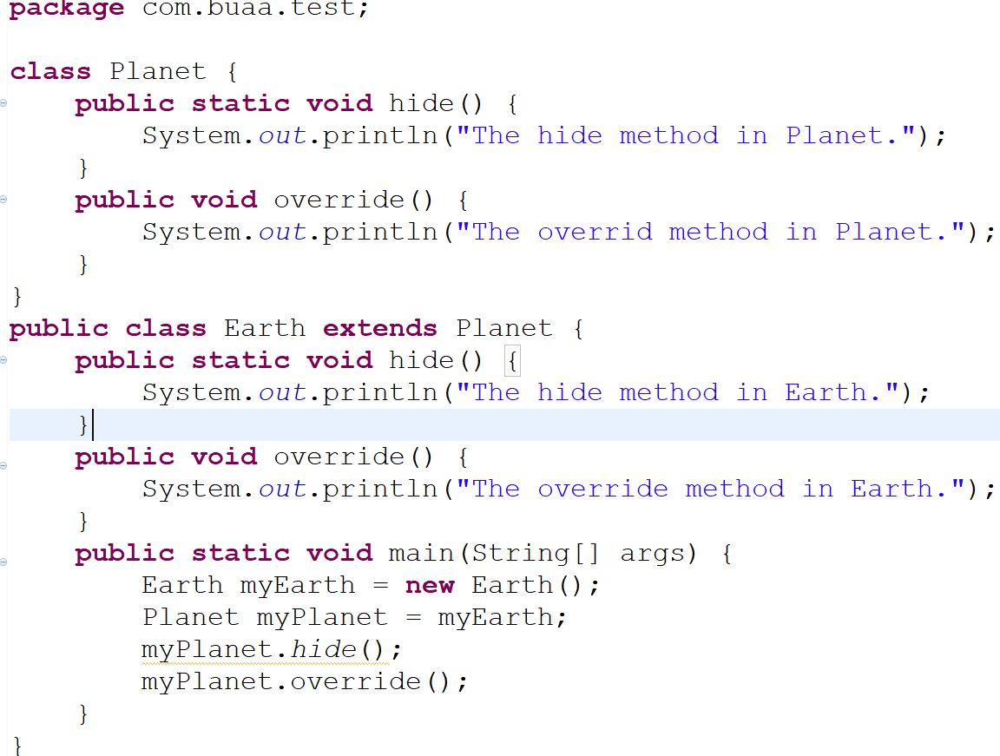 package com.buaa.test;
class Planet {
public static void hide() {
System.out.println("The hide method in Planet.");
}
public void override() {
System.out.println("The overrid method in Planet.");
}
}
public class Earth extends Planet {
public static void hide() {
System.out.println("The hide method in Earth.");
}
public void override() {
System.out.println("The override method in Earth.");
}
public static void main(String[] args) {
Earth myEarth = new Earth();
Planet myPlanet = myEarth;
myPlanet.hide();
myPlanet.override();
}
}